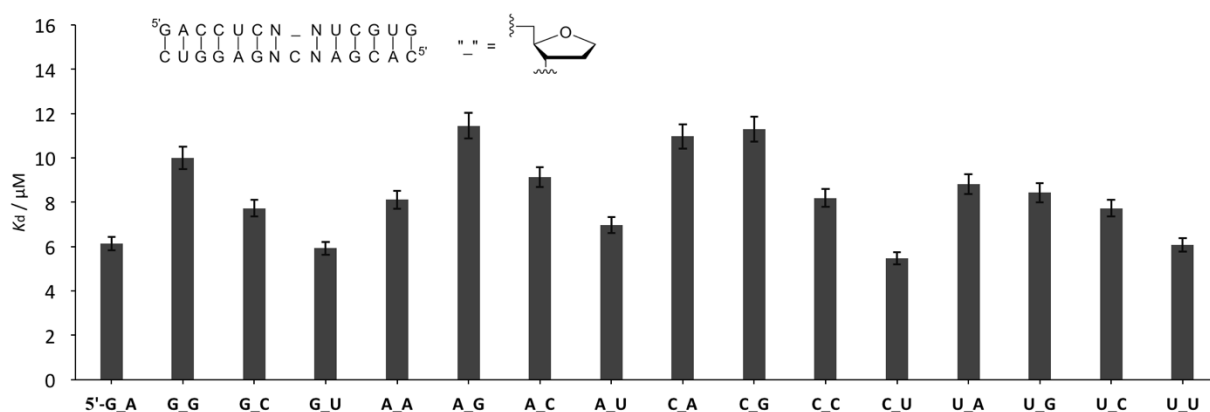 5'G A C C U C N _ N U C G U G
C U G G A G N C N A G C A C5'
"_" =
O
16
14
12
10
8
6
4
2
0
Kd / μM
5'-G_A G_G G_C G_U A_A A_G A_C A_U C_A C_G C_C C_U U_A U_G U_C U_U